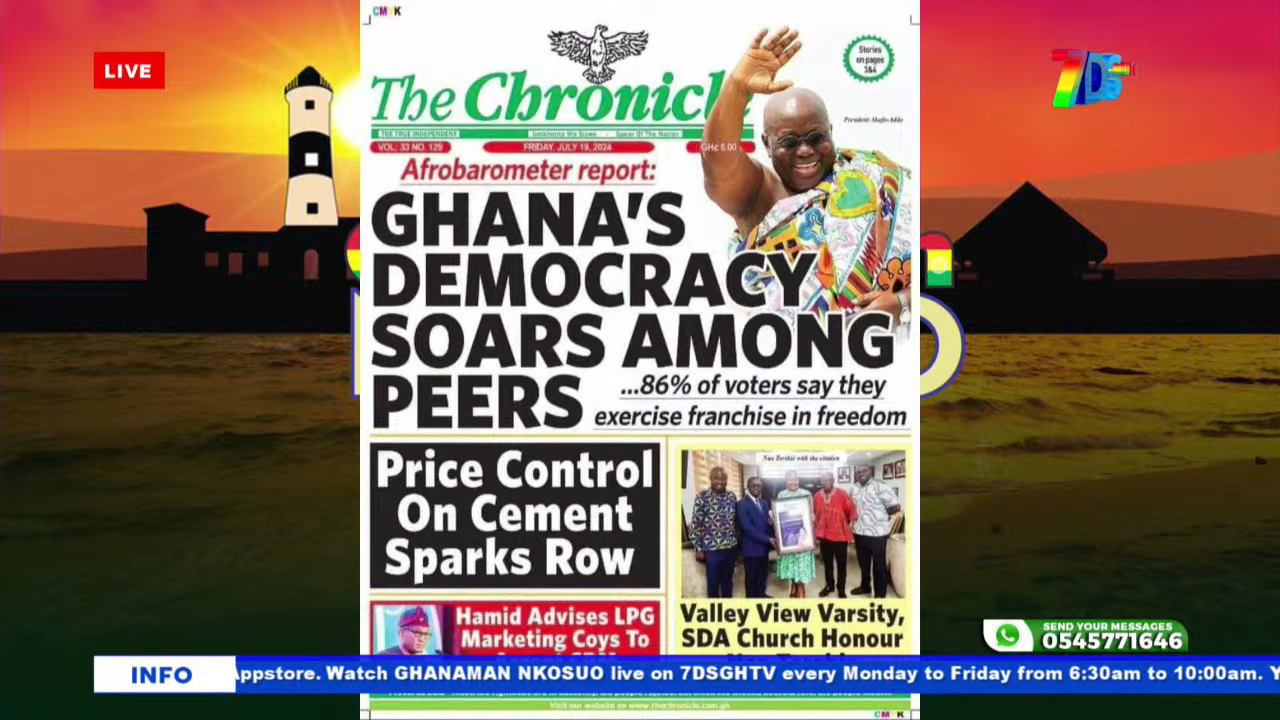 CMYK
LIVE
Stories
on pages
3&4
7DS
The Chronicle
President Akufo-Addo
THE TRUE INDEPENDENT
VOL: 33 NO. 129
FRIDAY, JULY 19, 2024
GH¢ 5.00
Afrobarometer report:
GHANA'S
DEMOCRACY
SOARS AMONG
PEERS
...86% of voters say they
exercise franchise in freedom
Price Control
On Cement
Sparks Row
Nana Torshie with the citation
Valley View Varsity,
SDA Church Honour
Hamid Advises LPG
Marketing Coys To
SEND YOUR MESSAGES
0545771646
INFO
Appstore. Watch GHANAMAN NKOSUO live on 7DSGHTV every Monday to Friday from 6:30am to 10:00am. Y
Visit our website on www.thechronicle.com.gh
CMYK